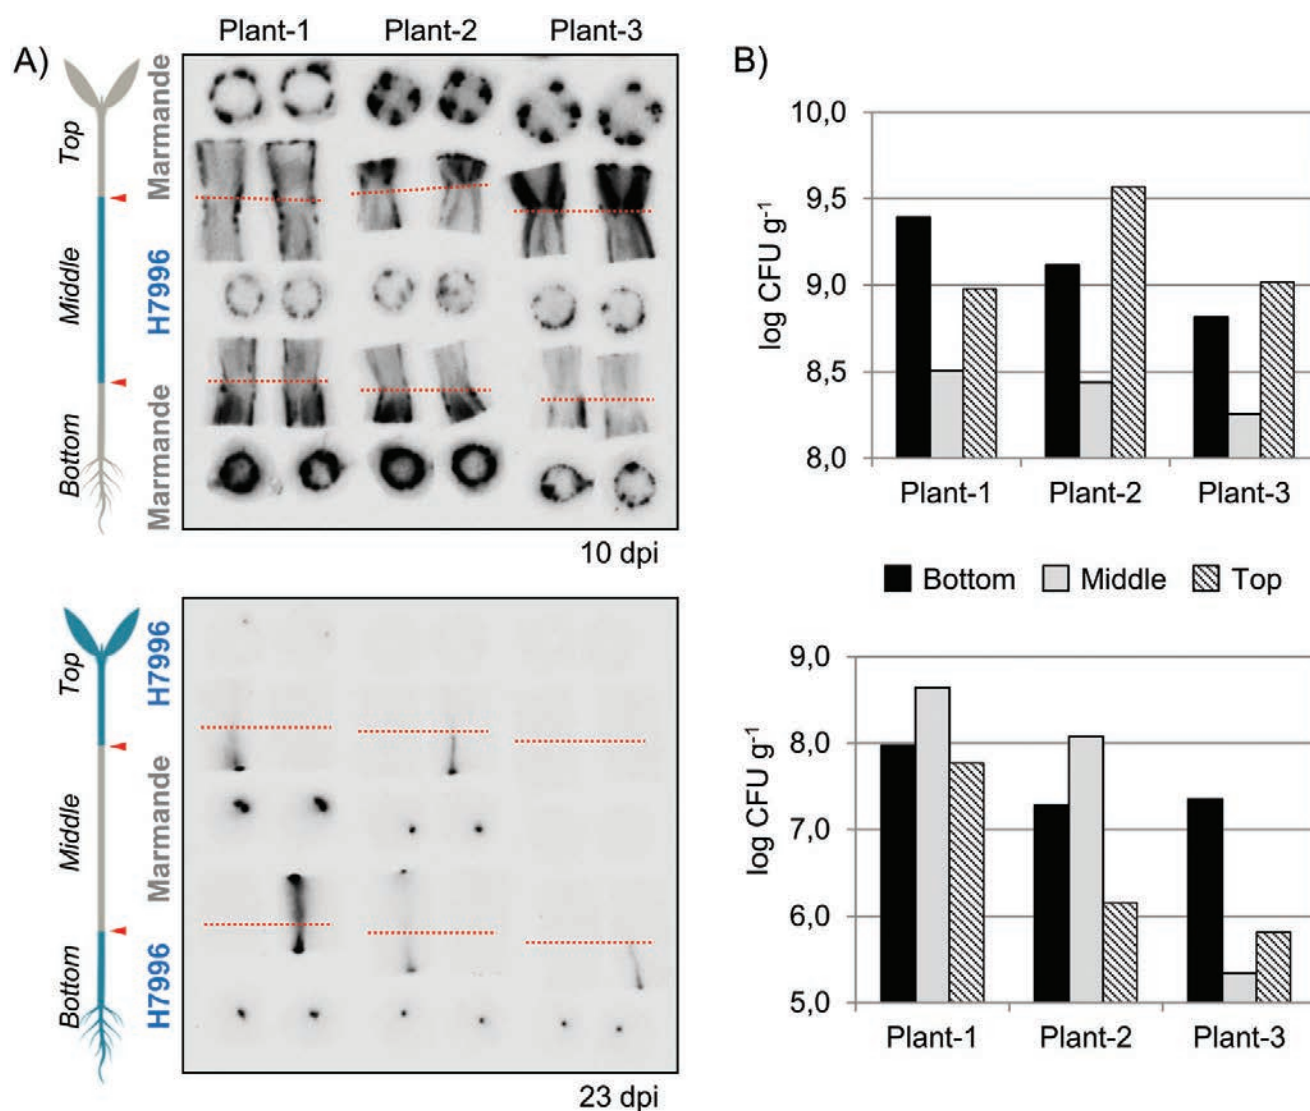 A)
Plant-1 Plant-2 Plant-3
Top
Middle
Bottom
Marmande
H7996
Marmande
10 dpi
Top
Middle
Bottom
H7996
Marmande
H7996
23 dpi
B)
log CFU g⁻¹
10,0
9,5
9,0
8,5
8,0
Plant-1 Plant-2 Plant-3
Bottom Middle Top
log CFU g⁻¹
9,0
8,0
7,0
6,0
5,0
Plant-1 Plant-2 Plant-3